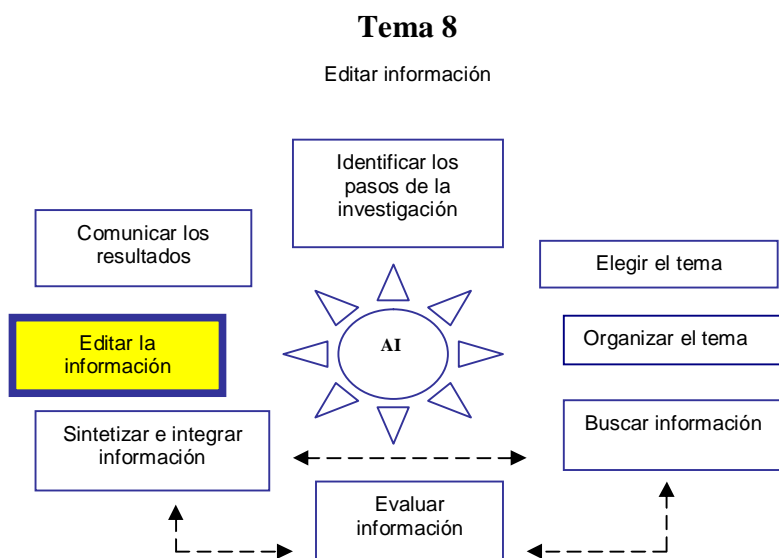 Tema 8
Editar información
Identificar los
pasos de la
investigación
Comunicar los
resultados
Elegir el tema
Editar la
información
AI
Organizar el tema
Sintetizar e integrar
información
Buscar información
Evaluar
información